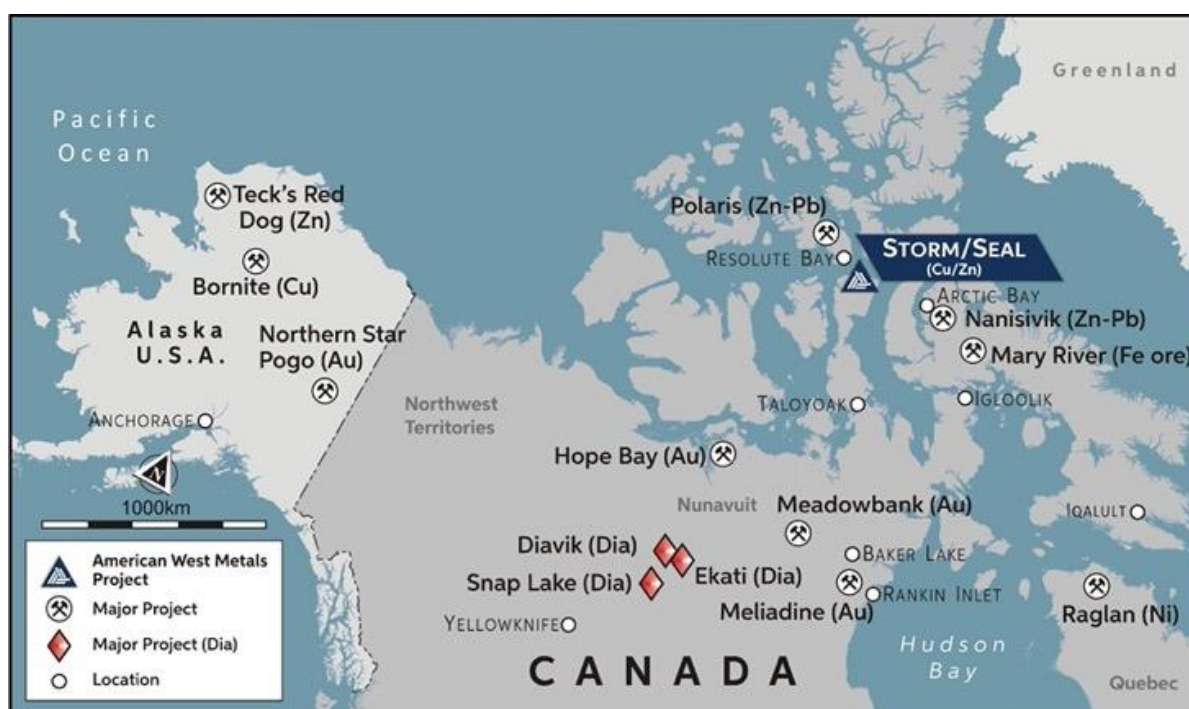 Greenland
Pacific
Ocean
Teck's Red
Dog (Zn)
Bornite (Cu)
Alaska
U.S.A.
Northern Star
Pogo (Au)
ANCHORAGE
N
1000km
Polaris (Zn-Pb)
RESOLUTE BAY
STORM/SEAL
(Cu/Zn)
ARCTIC BAY
Nanisivik (Zn-Pb)
Mary River (Fe ore)
IGLOOLIK
TALOYOAK
Northwest
Territories
Hope Bay (Au)
Nunavuit
Meadowbank (Au)
IQALULT
Diavik (Dia)
Ekati (Dia)
Snap Lake (Dia)
BAKER LAKE
Meliadine (Au)
RANKIN INLET
Raglan (Ni)
YELLOWKNIFE
CANADA
Hudson
Bay
Quebec
American West Metals
Project
Major Project
Major Project (Dia)
Location